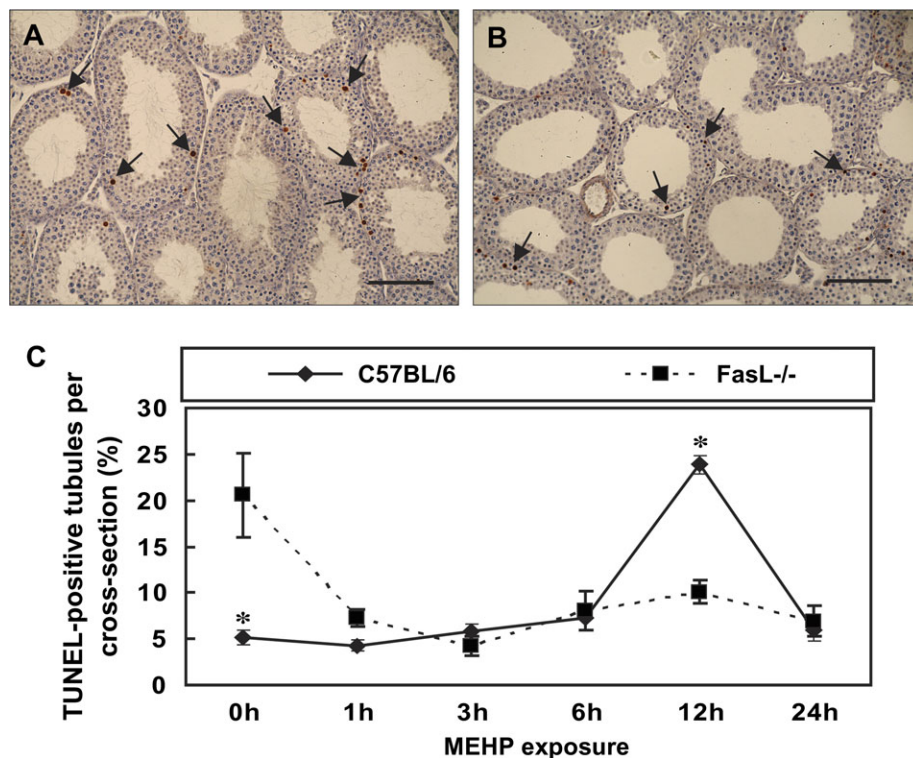 A
B
C
C57BL/6
FasL-/-
TUNEL-positive tubules per
cross-section (%)
30
25
20
15
10
5
0
*
*
0h
1h
3h
6h
12h
24h
MEHP exposure